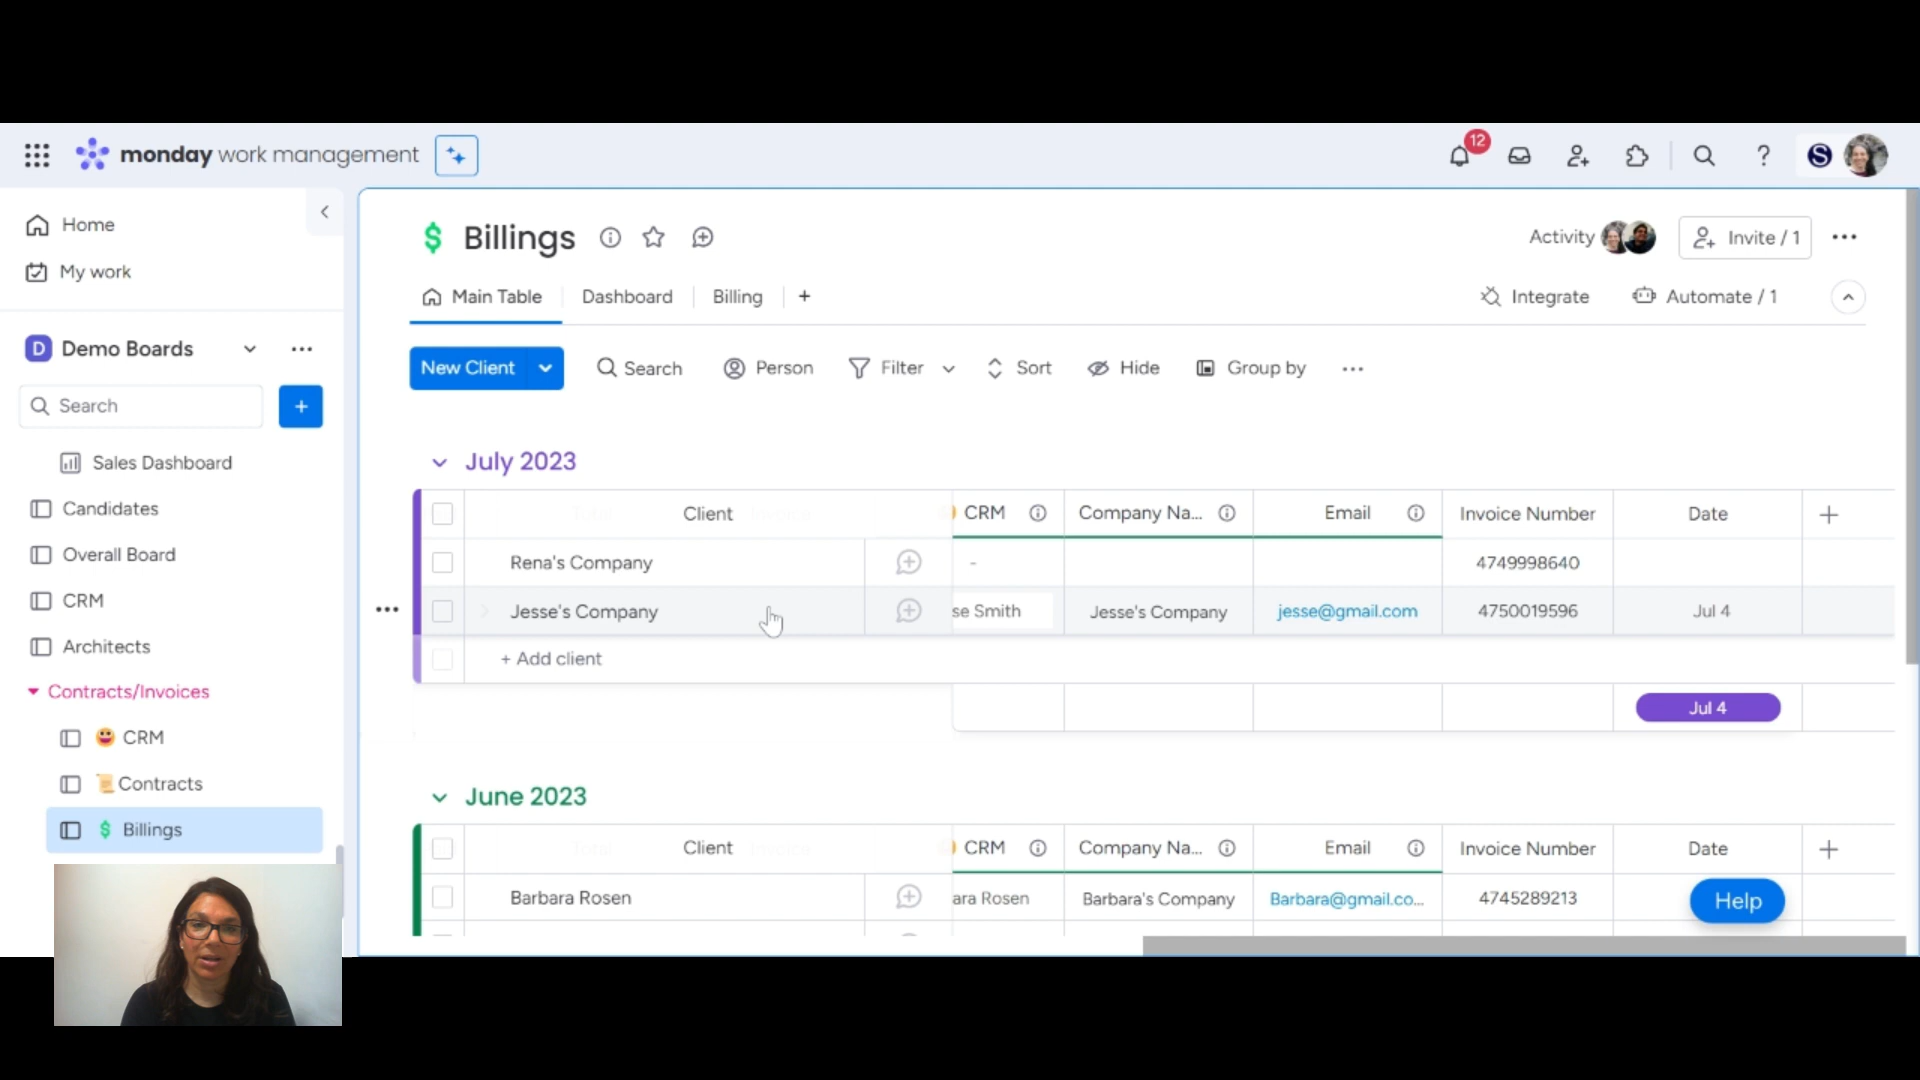 monday work management
12
S
Home
My work
D Demo Boards
Search
+
Sales Dashboard
Candidates
Overall Board
CRM
Architects
Contracts/Invoices
CRM
Contracts
$ Billings
$ Billings
Activity
Invite / 1
Main Table
Dashboard
Billing
+
Integrate
Automate / 1
New Client
Search
Person
Filter
Sort
Hide
Group by
July 2023
Client CRM Company Na... Email Invoice Number Date +
Rena's Company - 4749998640
Jesse's Company se Smith Jesse's Company jesse@gmail.com 4750019596 Jul 4
+ Add client
Jul 4
June 2023
Total Client Invoice CRM Company Na... Email Invoice Number Date +
Barbara Rosen ara Rosen Barbara's Company Barbara@gmail.co... 4745289213
Help